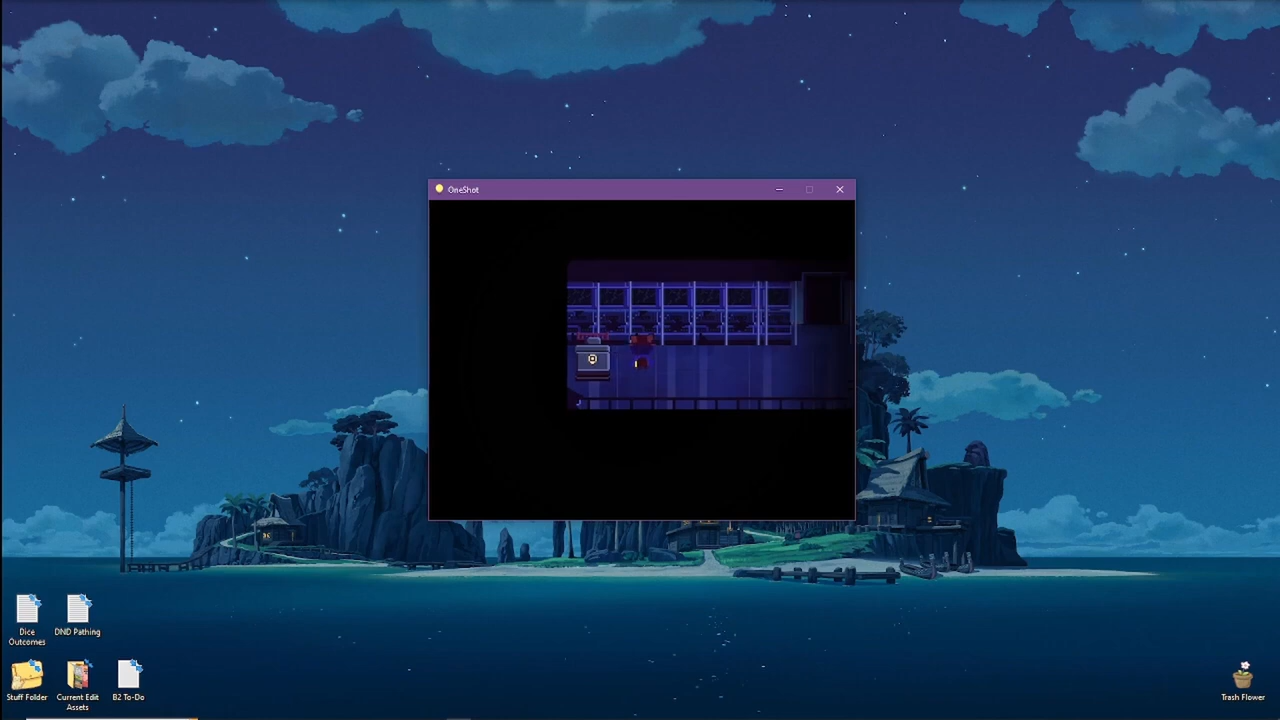 OneShot
Dice
Outcomes
DND Pathing
Stuff Folder
Current Edit
Assets
B2 To-Do
Trash Flower